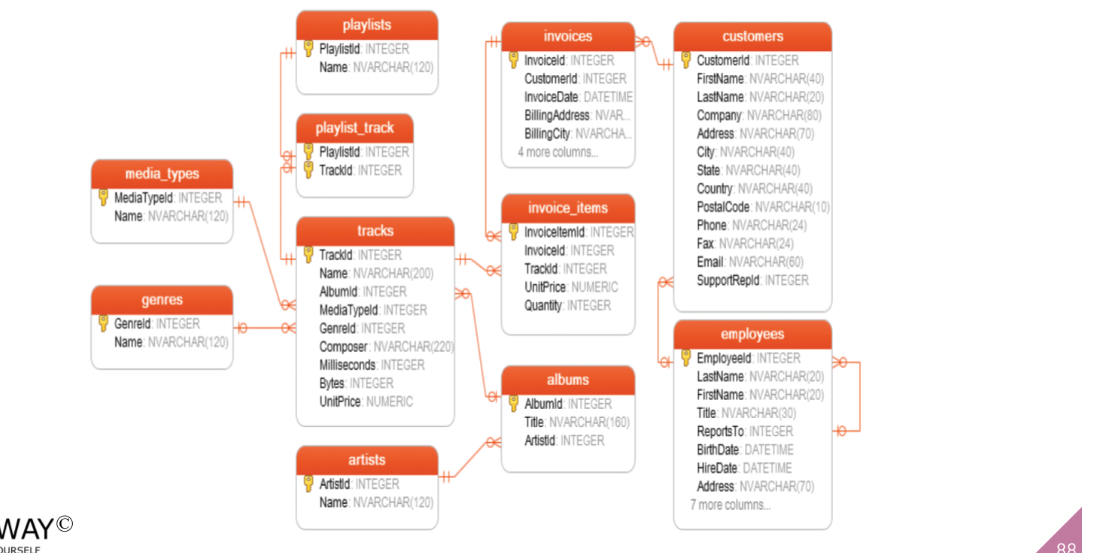 playlists
PlaylistId: INTEGER
Name: NVARCHAR(120)
playlist_track
PlaylistId: INTEGER
TrackId: INTEGER
media_types
MediaTypeId: INTEGER
Name: NVARCHAR(120)
genres
GenreId: INTEGER
Name: NVARCHAR(120)
tracks
TrackId: INTEGER
Name: NVARCHAR(200)
AlbumId: INTEGER
MediaTypeId: INTEGER
GenreId: INTEGER
Composer: NVARCHAR(220)
Milliseconds: INTEGER
Bytes: INTEGER
UnitPrice: NUMERIC
artists
ArtistId: INTEGER
Name: NVARCHAR(120)
invoices
InvoiceId: INTEGER
CustomerId: INTEGER
InvoiceDate: DATETIME
BillingAddress: NVAR...
BillingCity: NVARCHA...
4 more columns...
invoice_items
InvoiceItemId: INTEGER
InvoiceId: INTEGER
TrackId: INTEGER
UnitPrice: NUMERIC
Quantity: INTEGER
albums
AlbumId: INTEGER
Title: NVARCHAR(160)
ArtistId: INTEGER
customers
CustomerId: INTEGER
FirstName: NVARCHAR(40)
LastName: NVARCHAR(20)
Company: NVARCHAR(80)
Address: NVARCHAR(70)
City: NVARCHAR(40)
State: NVARCHAR(40)
Country: NVARCHAR(40)
PostalCode: NVARCHAR(10)
Phone: NVARCHAR(24)
Fax: NVARCHAR(24)
Email: NVARCHAR(60)
SupportRepId: INTEGER
employees
EmployeeId: INTEGER
LastName: NVARCHAR(20)
FirstName: NVARCHAR(20)
Title: NVARCHAR(30)
ReportsTo: INTEGER
BirthDate: DATETIME
HireDate: DATETIME
Address: NVARCHAR(70)
7 more columns...
WAY©
OURSELF
88